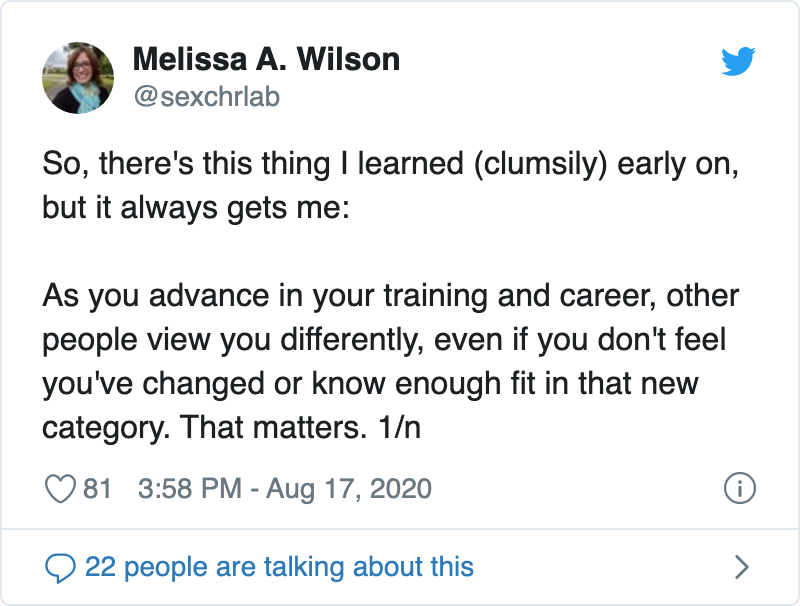 Melissa A. Wilson
@sexchrlab
So, there's this thing I learned (clumsily) early on,
but it always gets me:
As you advance in your training and career, other
people view you differently, even if you don't feel
you've changed or know enough fit in that new
category. That matters. 1/n
81 3:58 PM - Aug 17, 2020
22 people are talking about this